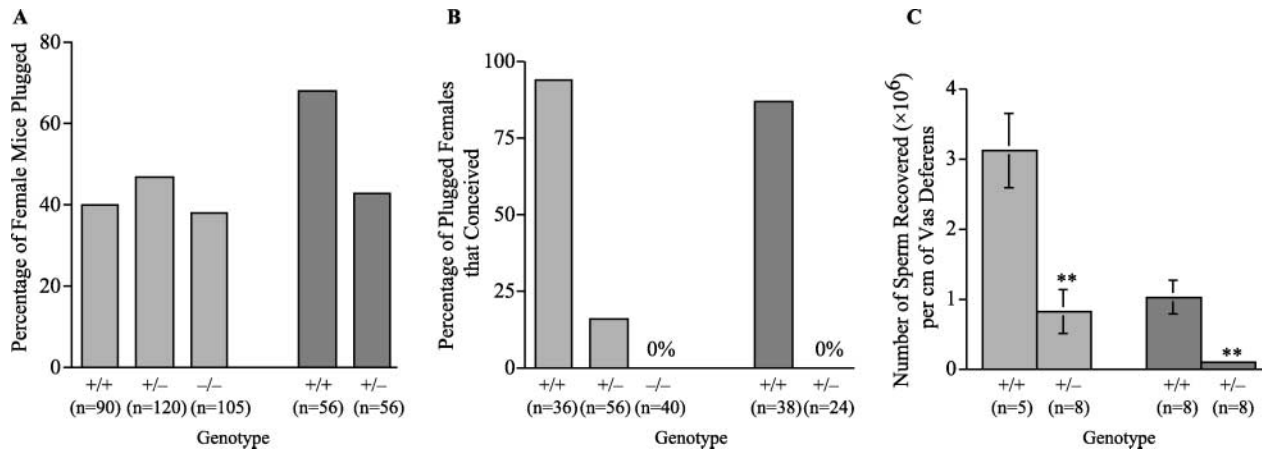 A
Percentage of Female Mice Plugged
80
60
40
20
0
+/+ +/– –/– +/+ +/–
(n=90) (n=120) (n=105) (n=56) (n=56)
Genotype
B
Percentage of Plugged Females
that Conceived
100
75
50
25
0
0% 0%
+/+ +/– –/– +/+ +/–
(n=36) (n=56) (n=40) (n=38) (n=24)
Genotype
C
Number of Sperm Recovered (×10⁶)
per cm of Vas Deferens
4
3
2
1
0
** **
+/+ +/– +/+ +/–
(n=5) (n=8) (n=8) (n=8)
Genotype